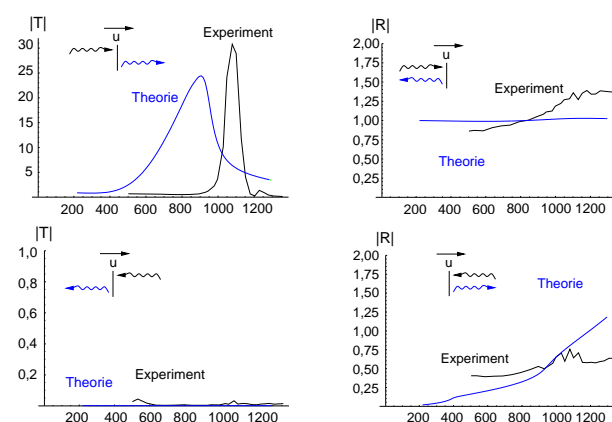 |T|
u
Experiment
Theorie
30
25
20
15
10
5
200 400 600 800 1000 1200
|R|
u
2,00
1,75
1,50
1,25
1,00
0,75
0,50
0,25
Experiment
Theorie
200 400 600 800 1000 1200
|T|
u
1,0
0,8
0,6
0,4
0,2
Experiment
Theorie
200 400 600 800 1000 1200
|R|
u
2,00
1,75
1,50
1,25
1,00
0,75
0,50
0,25
Theorie
Experiment
200 400 600 800 1000 1200